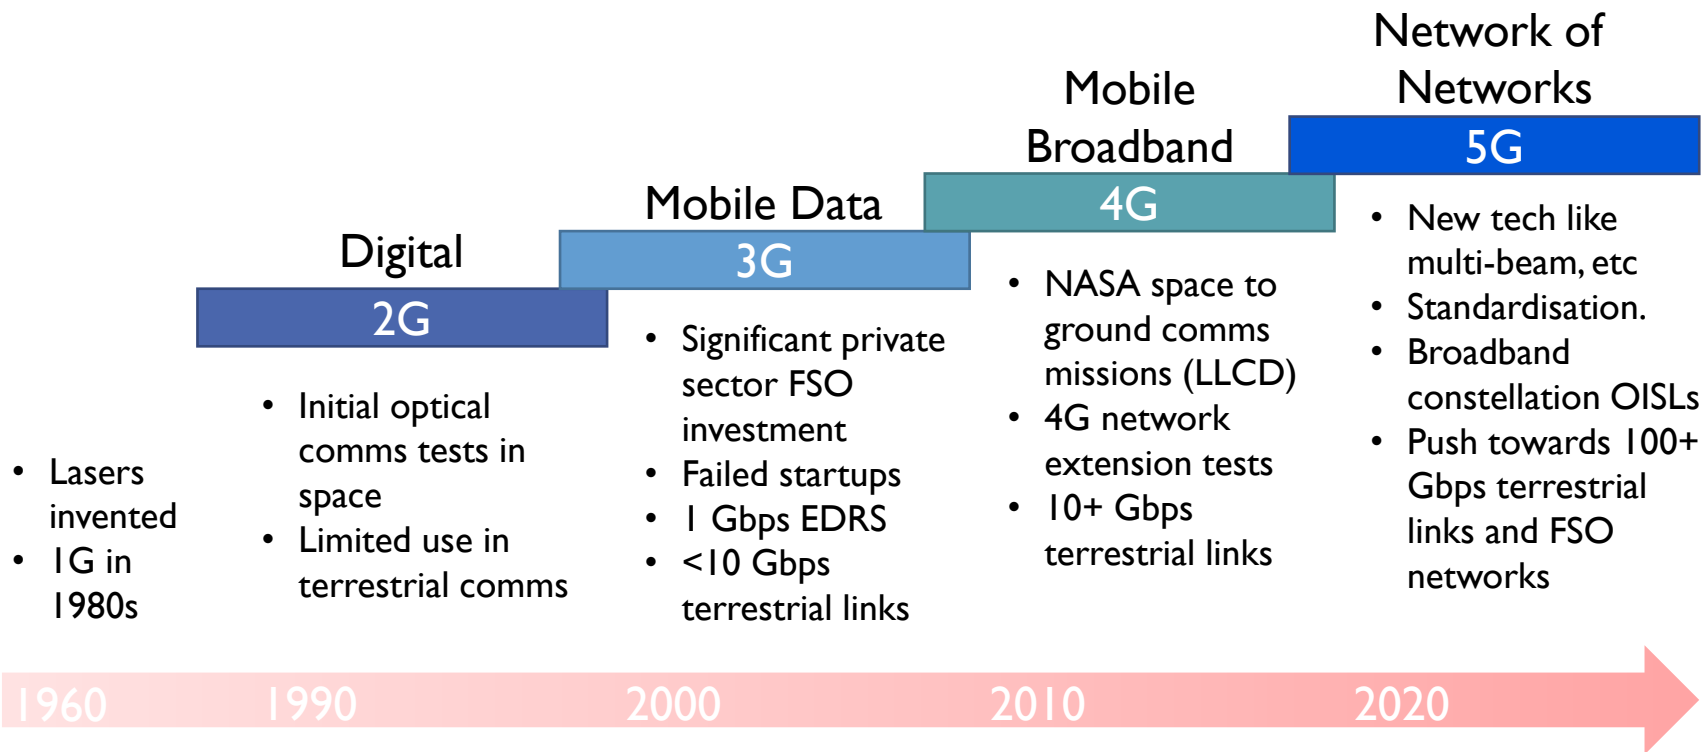 • Lasers
invented
• 1G in
1980s
Digital
2G
• Initial optical
comms tests in
space
• Limited use in
terrestrial comms
Mobile Data
3G
• Significant private
sector FSO
investment
• Failed startups
• 1 Gbps EDRS
• <10 Gbps
terrestrial links
Mobile
Broadband
4G
• NASA space to
ground comms
missions (LLCD)
• 4G network
extension tests
• 10+ Gbps
terrestrial links
Network of
Networks
5G
• New tech like
multi-beam, etc
• Standardisation.
• Broadband
constellation OISLs
• Push towards 100+
Gbps terrestrial
links and FSO
networks
1960 1990 2000 2010 2020